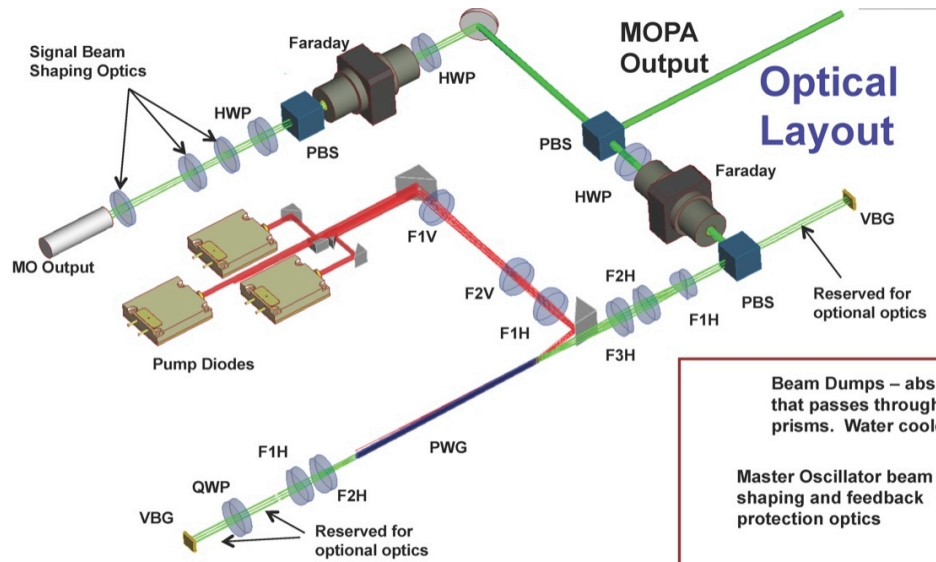 Signal Beam
Shaping Optics
Faraday
HWP
MOPA
Output
Optical
Layout
HWP
PBS
PBS
HWP
Faraday
MO Output
F1V
VBG
F2V
F2H
F1H
PBS
Reserved for
optional optics
F1H
F3H
Pump Diodes
Beam Dumps – abs
that passes through
prisms. Water coole
PWG
F1H
QWP
F2H
VBG
Reserved for
optional optics
Master Oscillator beam
shaping and feedback
protection optics